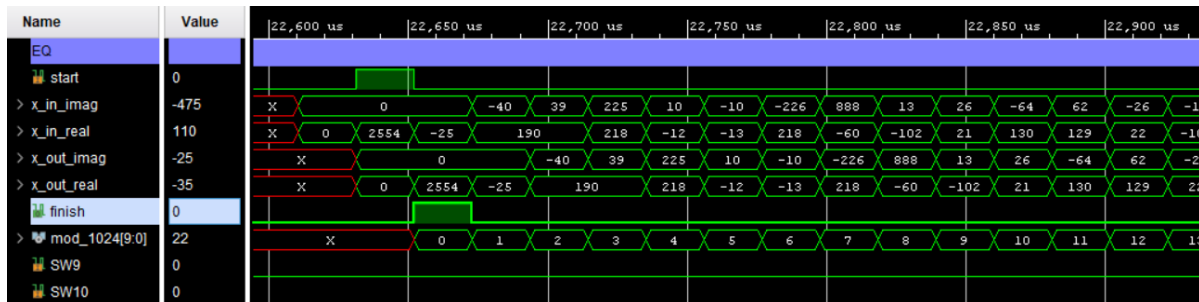 Name Value 22,600 us 22,650 us 22,700 us 22,750 us 22,800 us 22,850 us 22,900 us
EQ
start 0
x_in_imag -475 X 0 -40 39 225 10 -10 -226 888 13 26 -64 62 -26
x_in_real 110 X 0 2554 -25 190 218 -12 -13 218 -60 -102 21 130 129 22
x_out_imag -25 X 0 -40 39 225 10 -10 -226 888 13 26 -64 62
x_out_real -35 X 0 2554 -25 190 218 -12 -13 218 -60 -102 21 130 129
finish 0
mod_1024[9:0] 22 X 0 1 2 3 4 5 6 7 8 9 10 11 12
SW9 0
SW10 0